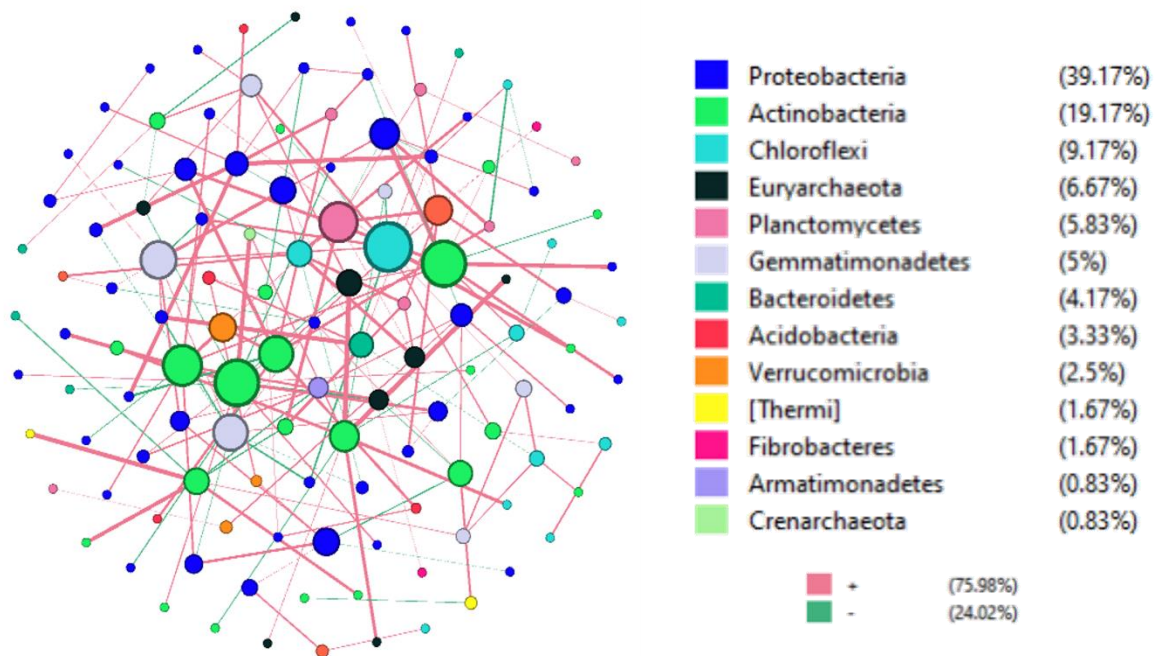 Proteobacteria (39.17%)
Actinobacteria (19.17%)
Chloroflexi (9.17%)
Euryarchaeota (6.67%)
Planctomycetes (5.83%)
Gemmatimonadetes (5%)
Bacteroidetes (4.17%)
Acidobacteria (3.33%)
Verrucomicrobia (2.5%)
[Thermi] (1.67%)
Fibrobacteres (1.67%)
Armatimonadetes (0.83%)
Crenarchaeota (0.83%)
+ (75.98%)
- (24.02%)